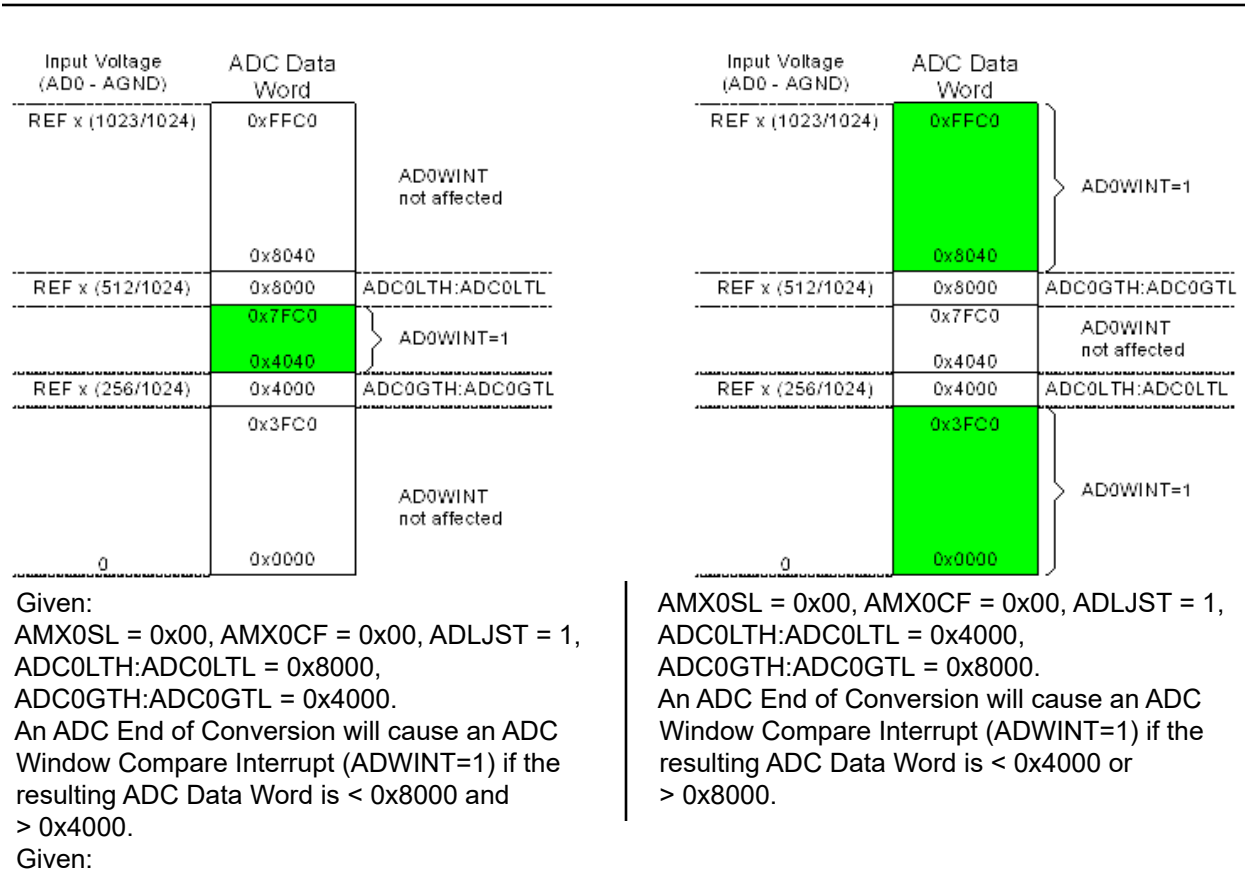 Input Voltage
(AD0 - AGND)
ADC Data
Word
REF x (1023/1024)
0xFFC0
AD0WINT
not affected
0x8040
REF x (512/1024)
0x8000
ADC0LTH:ADC0LTL
0x7FC0
AD0WINT=1
0x4040
REF x (256/1024)
0x4000
ADC0GTH:ADC0GTL
0x3FC0
AD0WINT
not affected
0
0x0000
Given:
AMX0SL = 0x00, AMX0CF = 0x00, ADLJST = 1,
ADC0LTH:ADC0LTL = 0x8000,
ADC0GTH:ADC0GTL = 0x4000.
An ADC End of Conversion will cause an ADC
Window Compare Interrupt (ADWINT=1) if the
resulting ADC Data Word is < 0x8000 and
> 0x4000.
Given:
Input Voltage
(AD0 - AGND)
ADC Data
Word
REF x (1023/1024)
0xFFC0
AD0WINT=1
0x8040
REF x (512/1024)
0x8000
ADC0GTH:ADC0GTL
0x7FC0
AD0WINT
not affected
0x4040
REF x (256/1024)
0x4000
ADC0LTH:ADC0LTL
0x3FC0
AD0WINT=1
0
0x0000
AMX0SL = 0x00, AMX0CF = 0x00, ADLJST = 1,
ADC0LTH:ADC0LTL = 0x4000,
ADC0GTH:ADC0GTL = 0x8000.
An ADC End of Conversion will cause an ADC
Window Compare Interrupt (ADWINT=1) if the
resulting ADC Data Word is < 0x4000 or
> 0x8000.